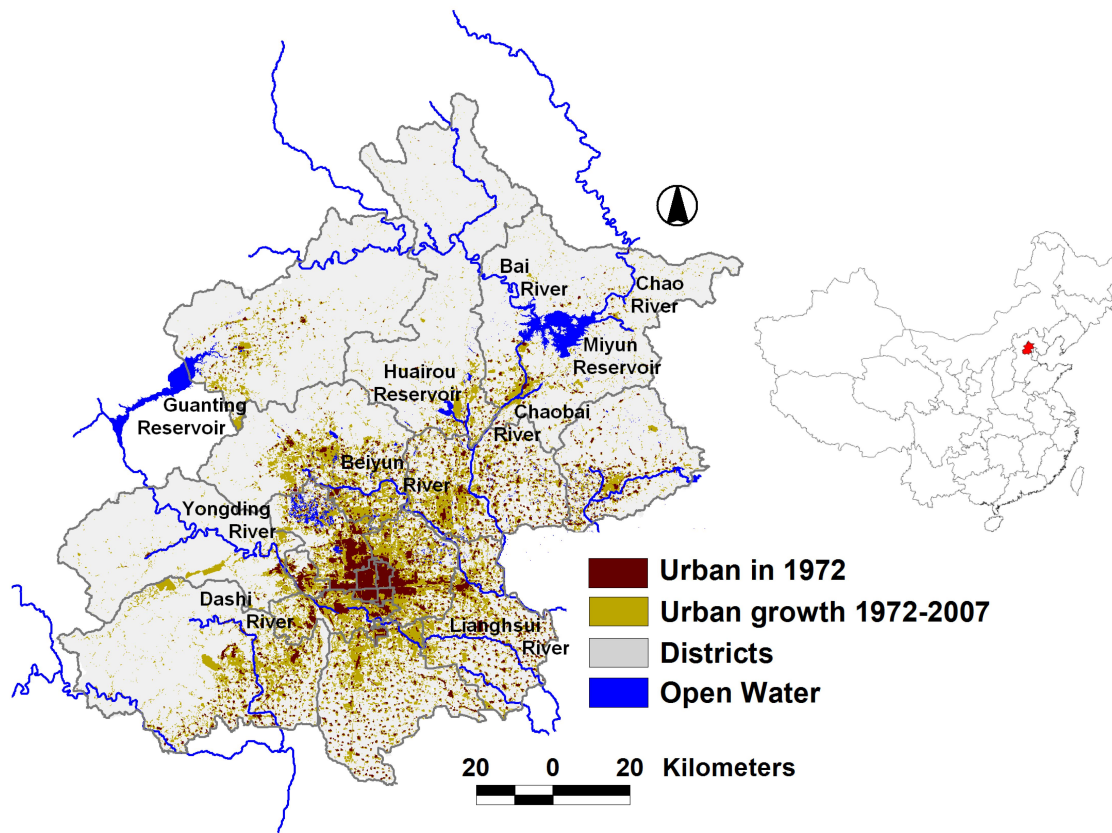 Bai
River
Chao
River
Miyun
Reservoir
Huairou
Reservoir
Guanting
Reservoir
Chaobai
River
Beiyun
River
Yongding
River
Dashi
River
Lianghsui
River
Urban in 1972
Urban growth 1972-2007
Districts
Open Water
20 0 20 Kilometers